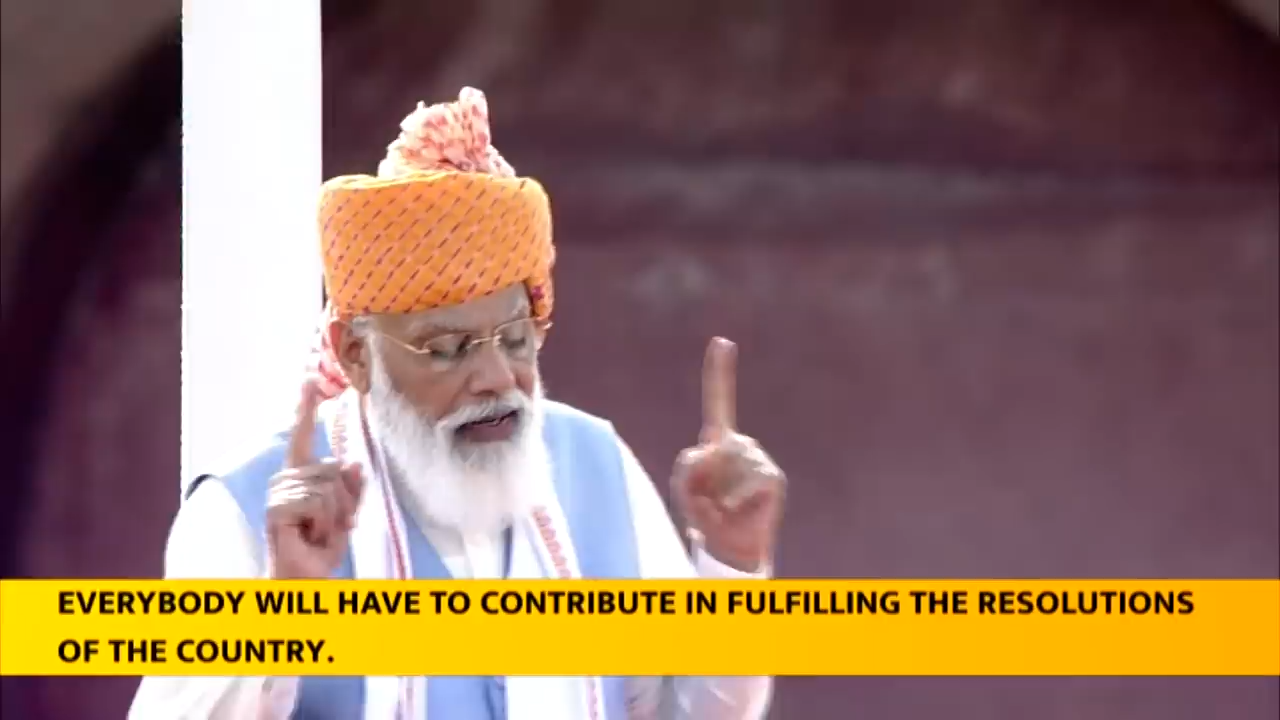 EVERYBODY WILL HAVE TO CONTRIBUTE IN FULFILLING THE RESOLUTIONS
OF THE COUNTRY.